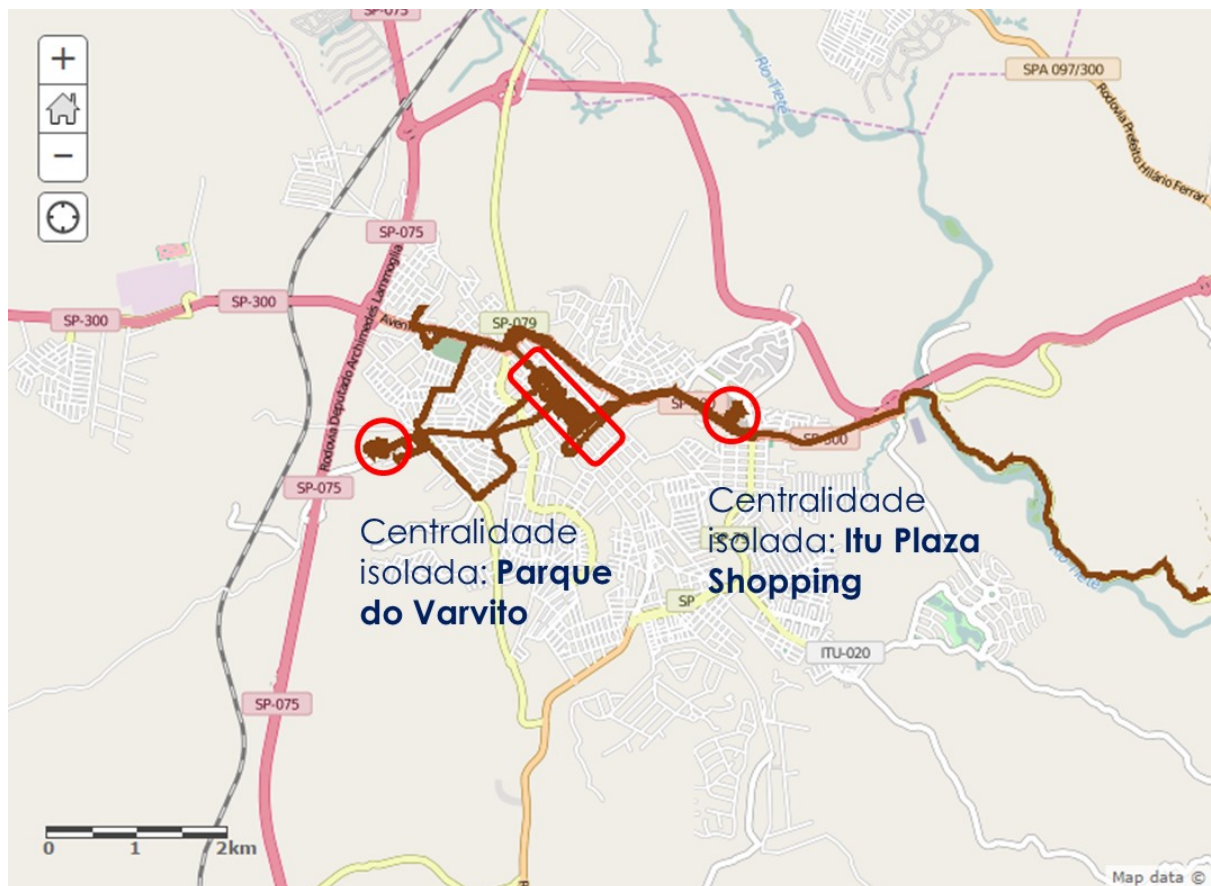 SP-075
+
−
Rio Tietê
SPA 097/300
Rodovia Prefeito Hilário Ferrari
SP-075
SP-300
SP-300
Rodovia Deputado Archimedes Lammoglia
Aven
SP-079
SP-300
SP-075
Centralidade
isolada: Parque
do Varvito
Centralidade
isolada: Itu Plaza
Shopping
Rio Tietê
SP
ITU-020
SP-075
0 1 2km
R
Map data ©